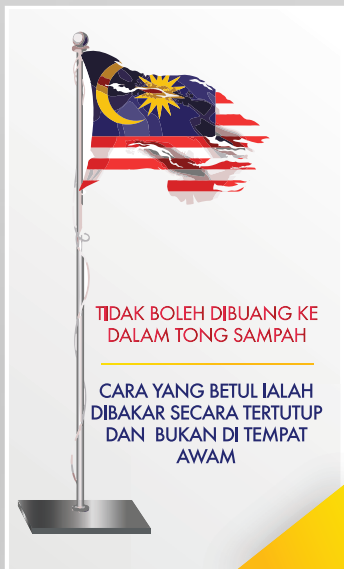 TIDAK BOLEH DIBUANG KE
DALAM TONG SAMPAH
CARA YANG BETUL IALAH
DIBAKAR SECARA TERTUTUP
DAN BUKAN DI TEMPAT
AWAM